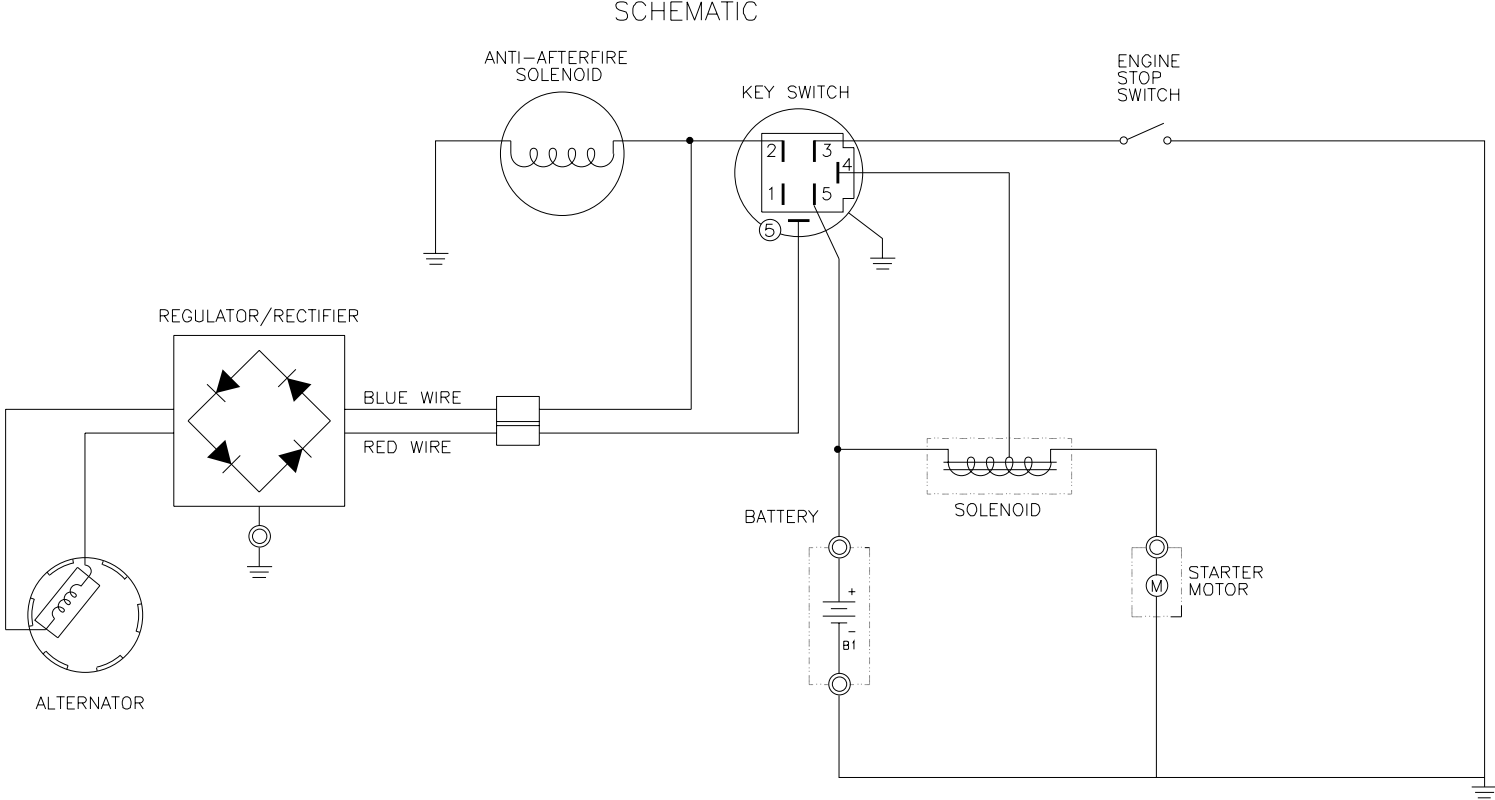 SCHEMATIC
ANTI-AFTERFIRE
SOLENOID
KEY SWITCH
ENGINE
STOP
SWITCH
2
3
4
1
5
5
REGULATOR/RECTIFIER
BLUE WIRE
RED WIRE
BATTERY
SOLENOID
+
-
B1
M
STARTER
MOTOR
ALTERNATOR